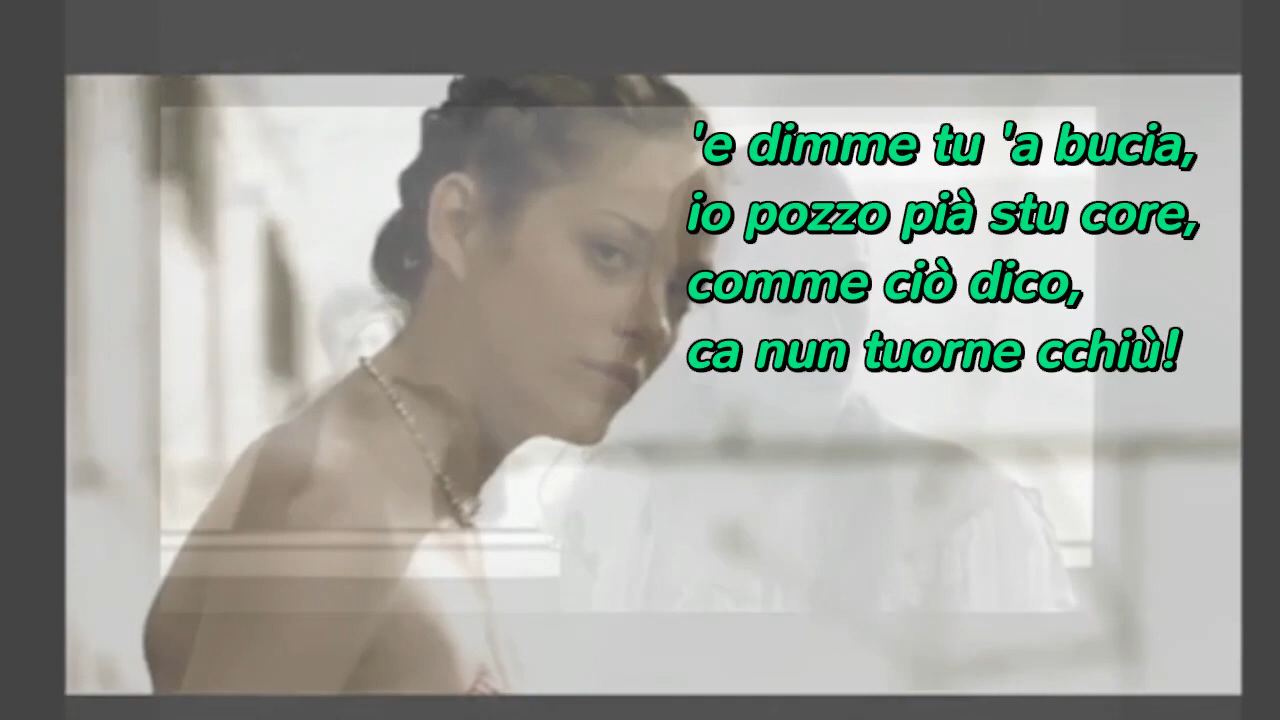 'e dimme tu 'a bucia,
io pozzo pià stu core,
comme ciò dico,
ca nun tuorne cchiù!